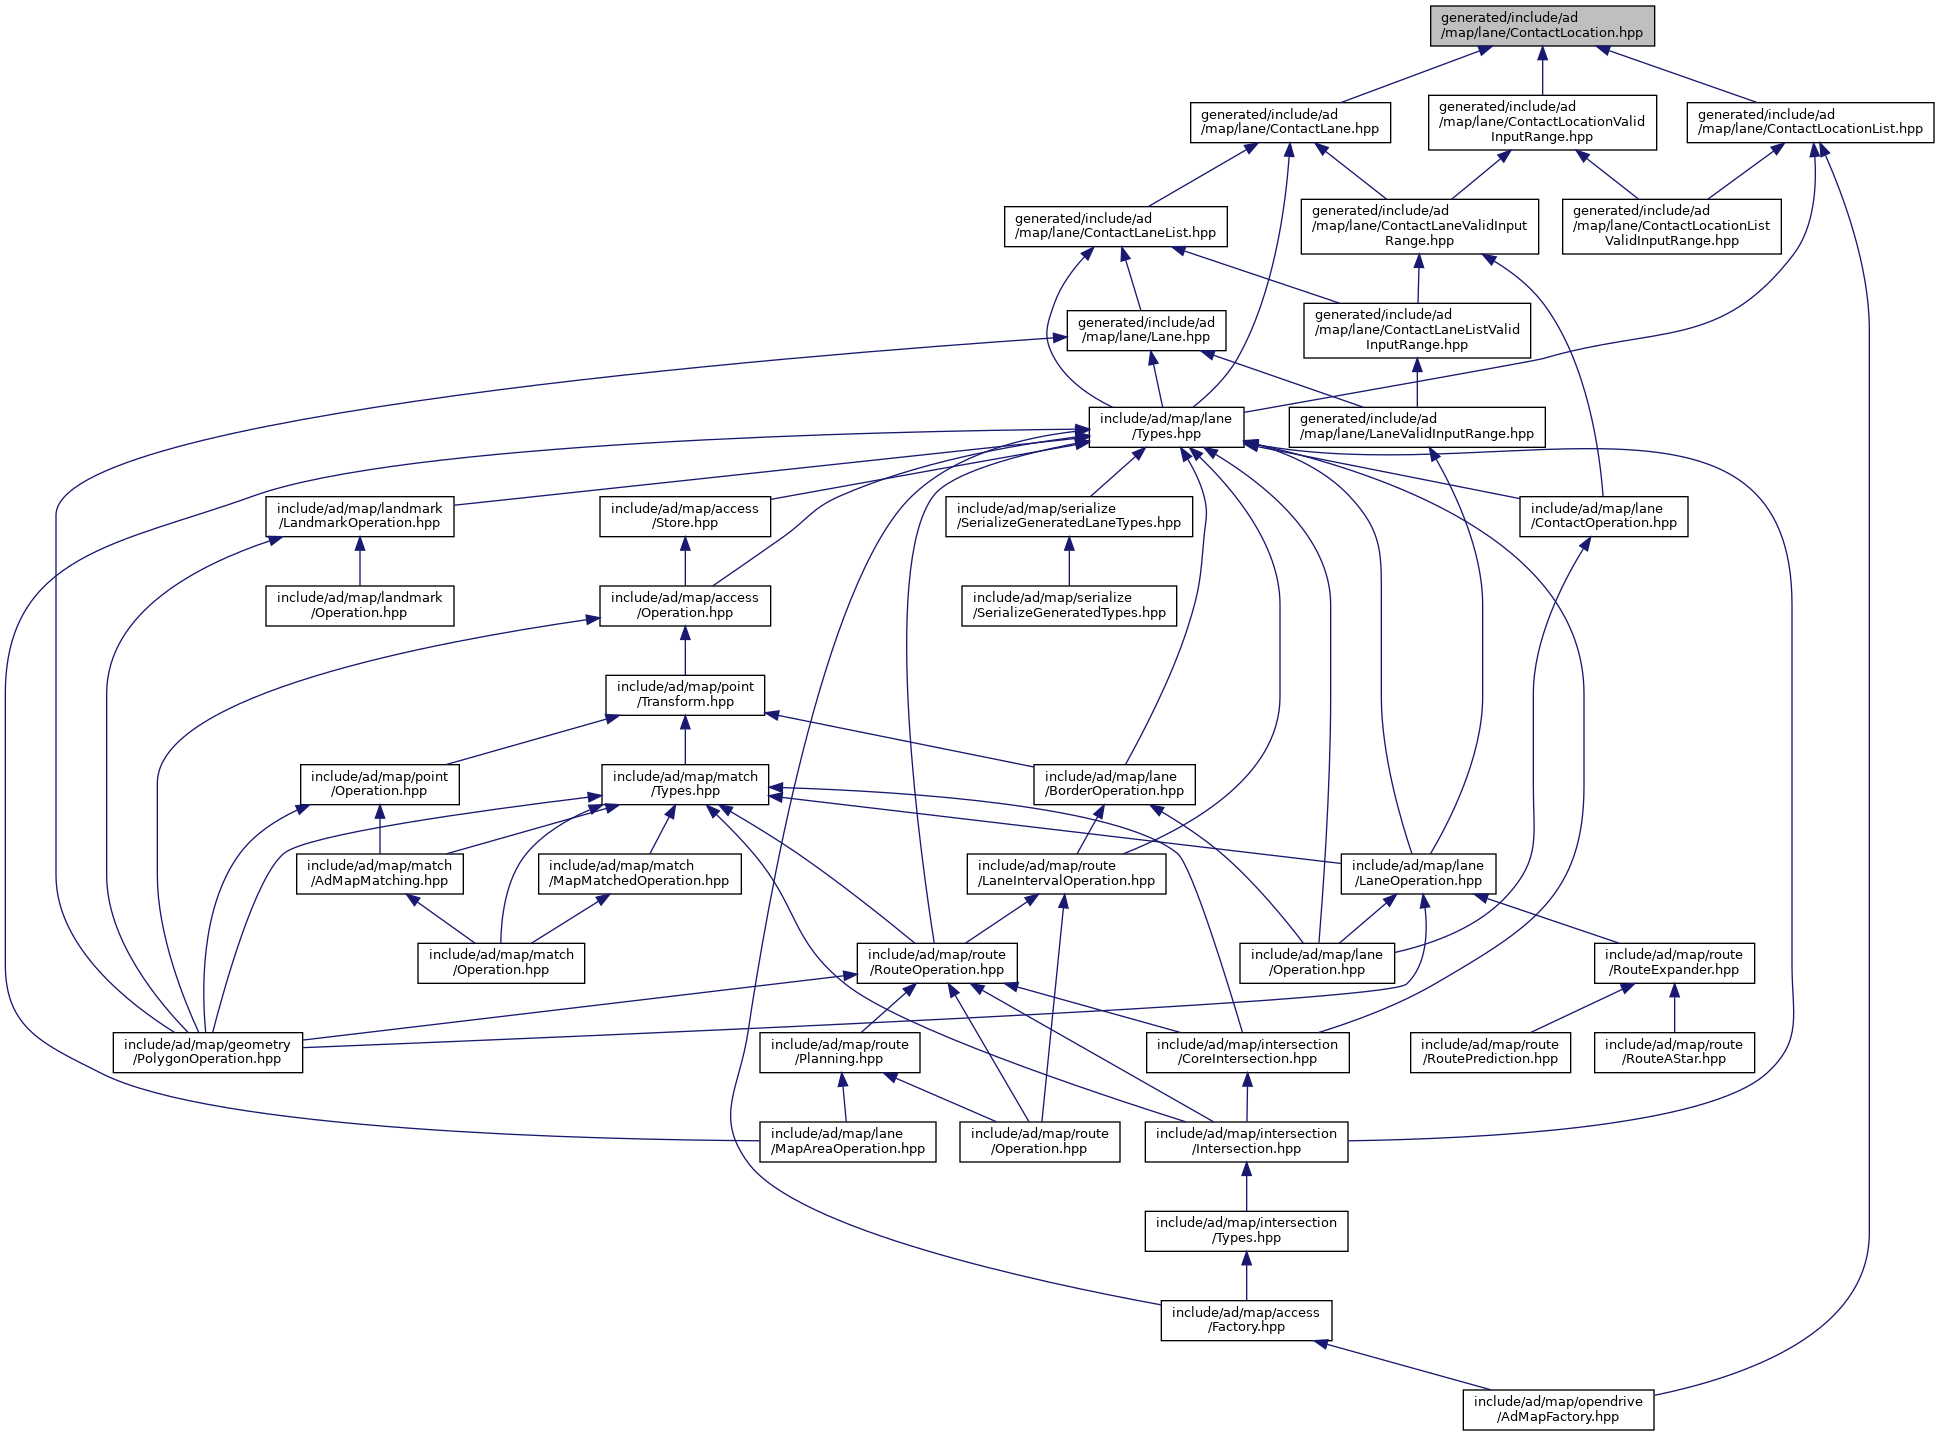 generated/include/ad
/map/lane/ContactLocation.hpp
generated/include/ad
/map/lane/ContactLane.hpp
generated/include/ad
/map/lane/ContactLocationValid
InputRange.hpp
generated/include/ad
/map/lane/ContactLocationList.hpp
generated/include/ad
/map/lane/ContactLaneList.hpp
generated/include/ad
/map/lane/ContactLaneValidInput
Range.hpp
generated/include/ad
/map/lane/ContactLocationList
ValidInputRange.hpp
generated/include/ad
/map/lane/Lane.hpp
generated/include/ad
/map/lane/ContactLaneListValid
InputRange.hpp
include/ad/map/lane
/Types.hpp
generated/include/ad
/map/lane/LaneValidInputRange.hpp
include/ad/map/landmark
/LandmarkOperation.hpp
include/ad/map/access
/Store.hpp
include/ad/map/serialize
/SerializeGeneratedLaneTypes.hpp
include/ad/map/lane
/ContactOperation.hpp
include/ad/map/landmark
/Operation.hpp
include/ad/map/access
/Operation.hpp
include/ad/map/serialize
/SerializeGeneratedTypes.hpp
include/ad/map/point
/Transform.hpp
include/ad/map/point
/Operation.hpp
include/ad/map/match
/Types.hpp
include/ad/map/lane
/BorderOperation.hpp
include/ad/map/match
/AdMapMatching.hpp
include/ad/map/match
/MapMatchedOperation.hpp
include/ad/map/route
/LaneIntervalOperation.hpp
include/ad/map/lane
/LaneOperation.hpp
include/ad/map/match
/Operation.hpp
include/ad/map/route
/RouteOperation.hpp
include/ad/map/lane
/Operation.hpp
include/ad/map/route
/RouteExpander.hpp
include/ad/map/geometry
/PolygonOperation.hpp
include/ad/map/route
/Planning.hpp
include/ad/map/intersection
/CoreIntersection.hpp
include/ad/map/route
/RoutePrediction.hpp
include/ad/map/route
/RouteAStar.hpp
include/ad/map/lane
/MapAreaOperation.hpp
include/ad/map/route
/Operation.hpp
include/ad/map/intersection
/Intersection.hpp
include/ad/map/intersection
/Types.hpp
include/ad/map/access
/Factory.hpp
include/ad/map/opendrive
/AdMapFactory.hpp